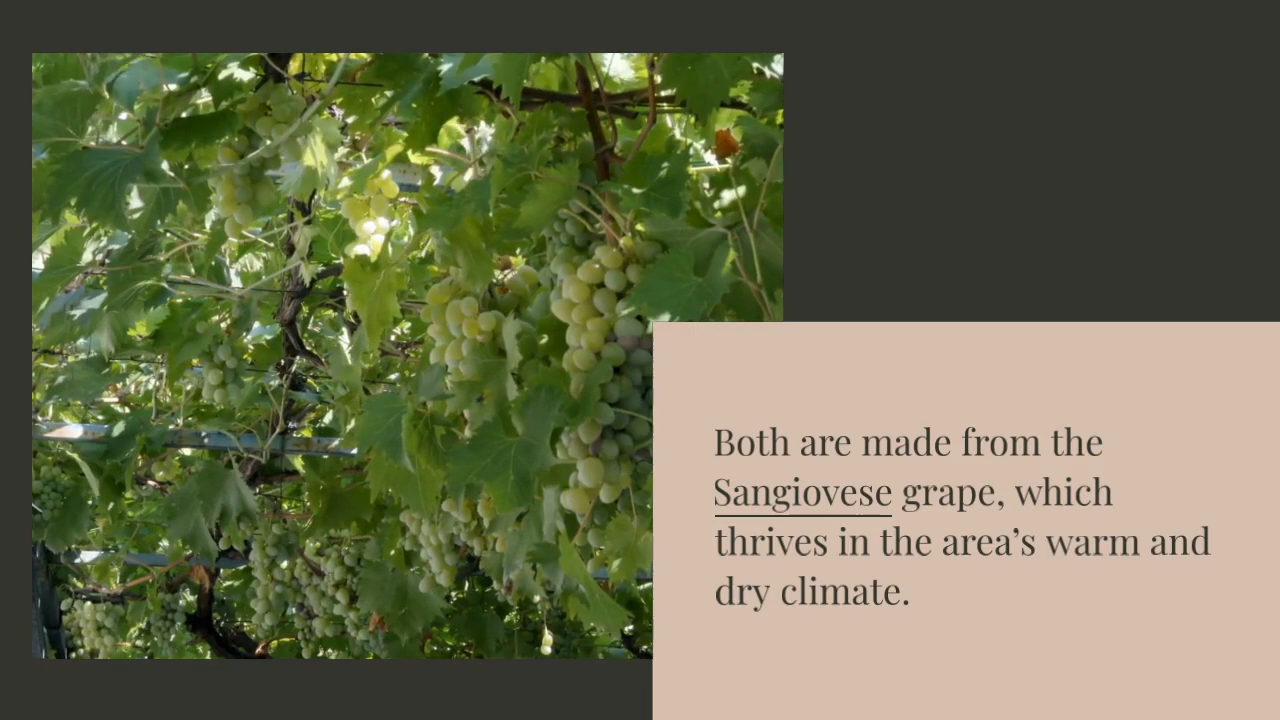 Both are made from the
Sangiovese grape, which
thrives in the area’s warm and
dry climate.